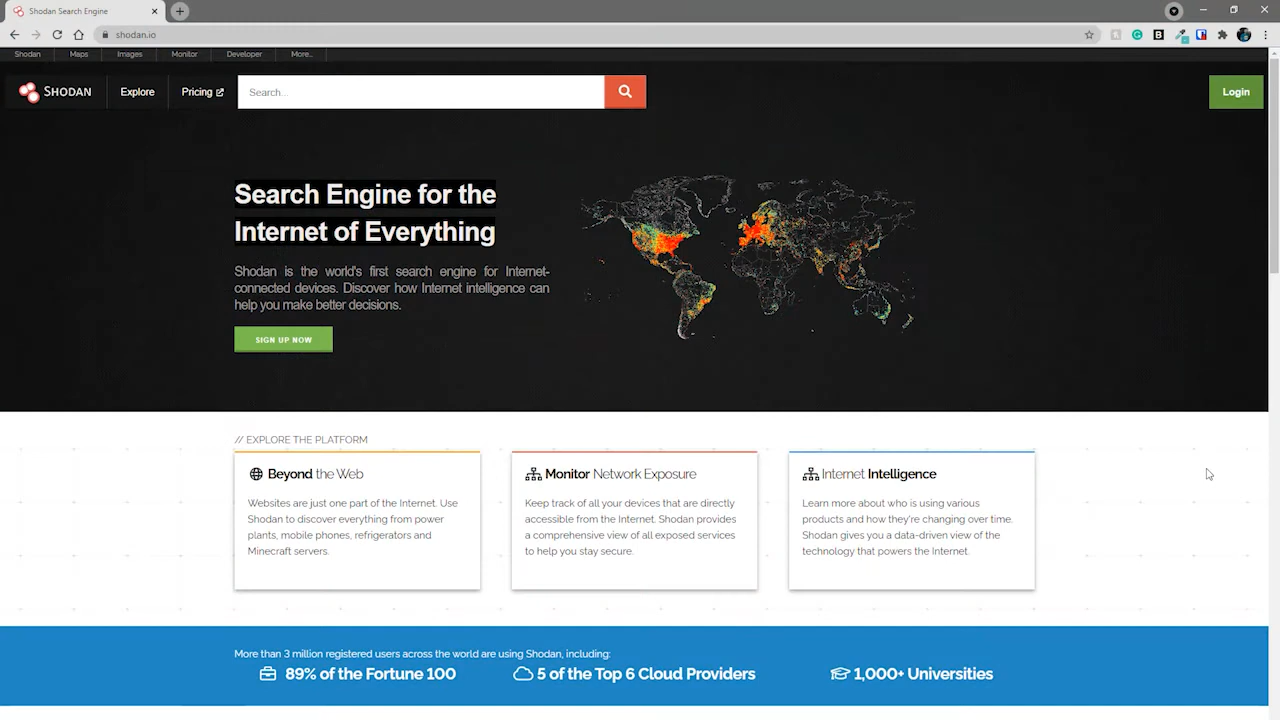 Shodan Search Engine
shodan.io
Shodan Maps Images Monitor Developer More...
SHODAN Explore Pricing Search... Login
Search Engine for the
Internet of Everything
Shodan is the world's first search engine for Internet-
connected devices. Discover how Internet intelligence can
help you make better decisions.
SIGN UP NOW
// EXPLORE THE PLATFORM
Beyond the Web
Websites are just one part of the Internet. Use
Shodan to discover everything from power
plants, mobile phones, refrigerators and
Minecraft servers.
Monitor Network Exposure
Keep track of all your devices that are directly
accessible from the Internet. Shodan provides
a comprehensive view of all exposed services
to help you stay secure.
Internet Intelligence
Learn more about who is using various
products and how they're changing over time.
Shodan gives you a data-driven view of the
technology that powers the Internet.
More than 3 million registered users across the world are using Shodan, including:
89% of the Fortune 100
5 of the Top 6 Cloud Providers
1,000+ Universities